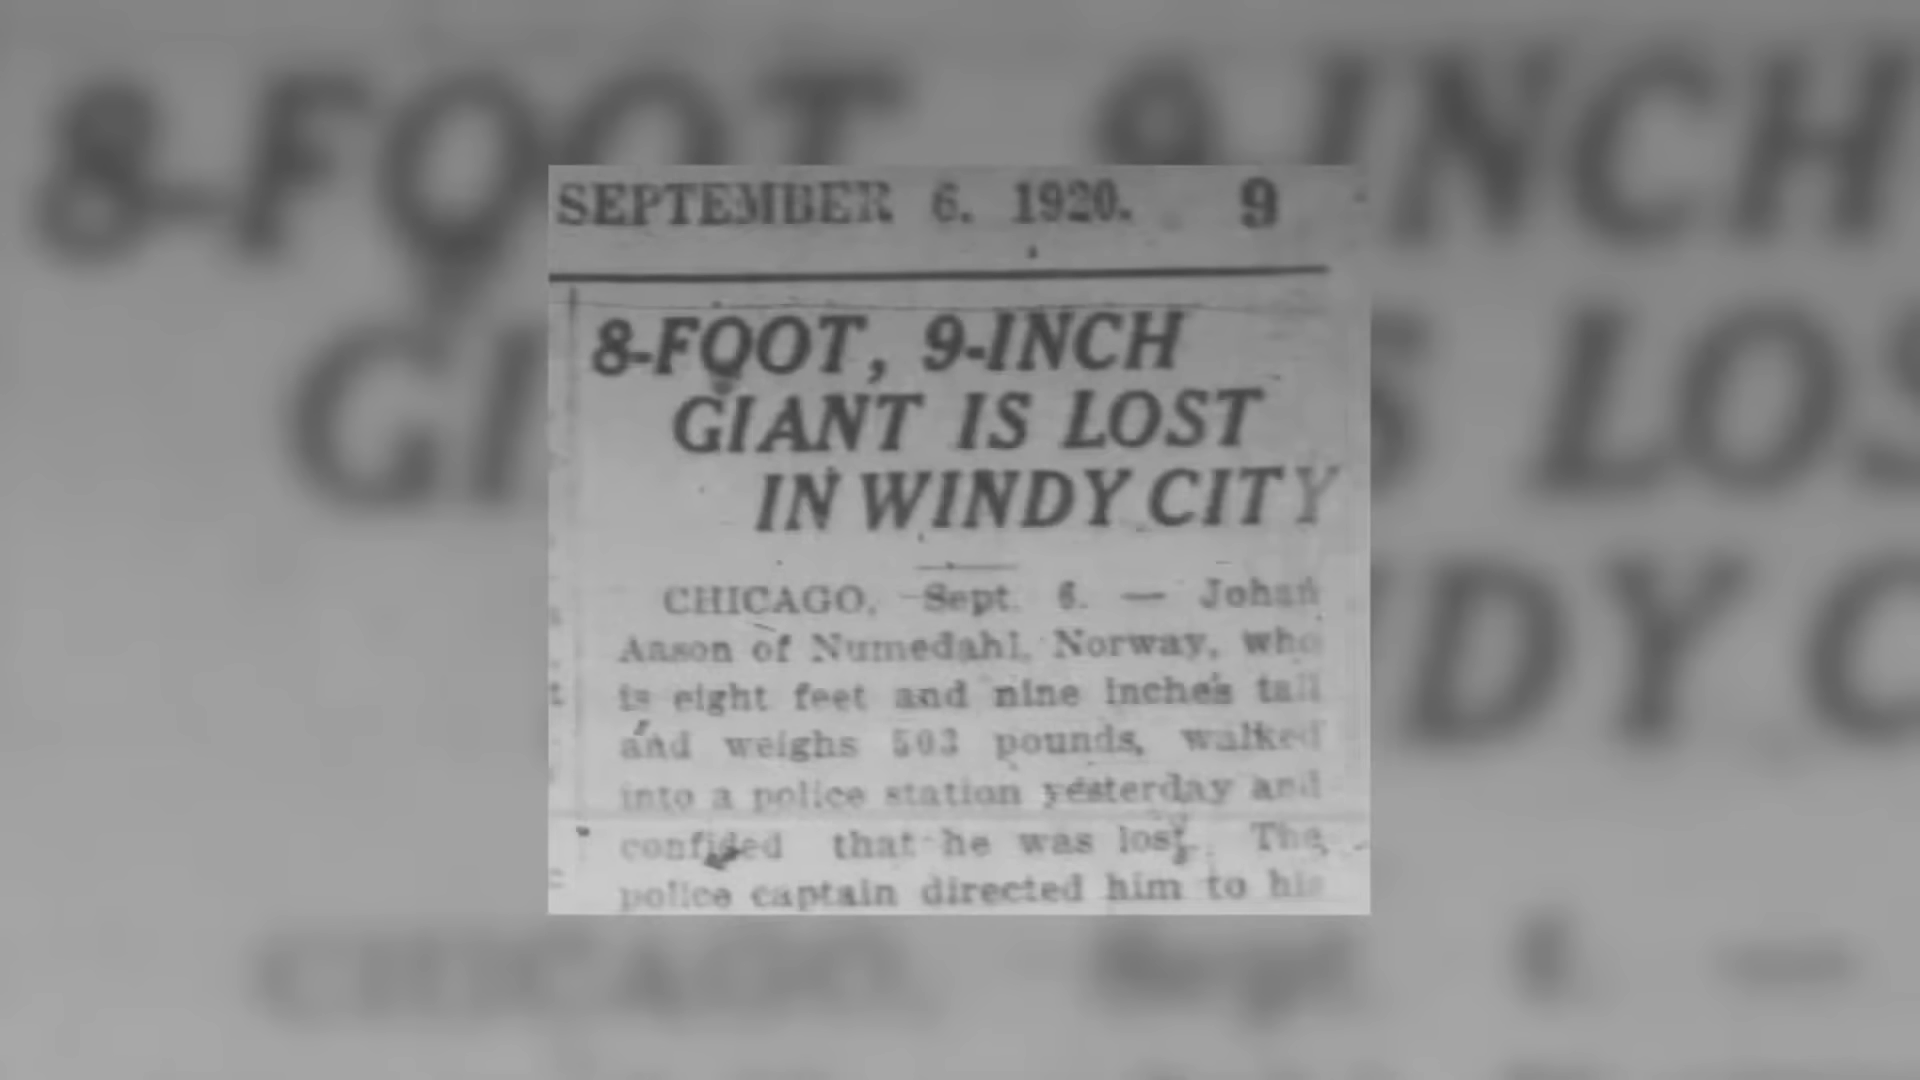 SEPTEMBER 6. 1920. 9
8-FOOT, 9-INCH
GIANT IS LOST
IN WINDY CITY
CHICAGO, Sept. 6. — Johan
Aason of Numedahl, Norway, who
is eight feet and nine inches tall
and weighs 503 pounds, walked
into a police station yesterday and
confided that he was lost. The
police captain directed him to his